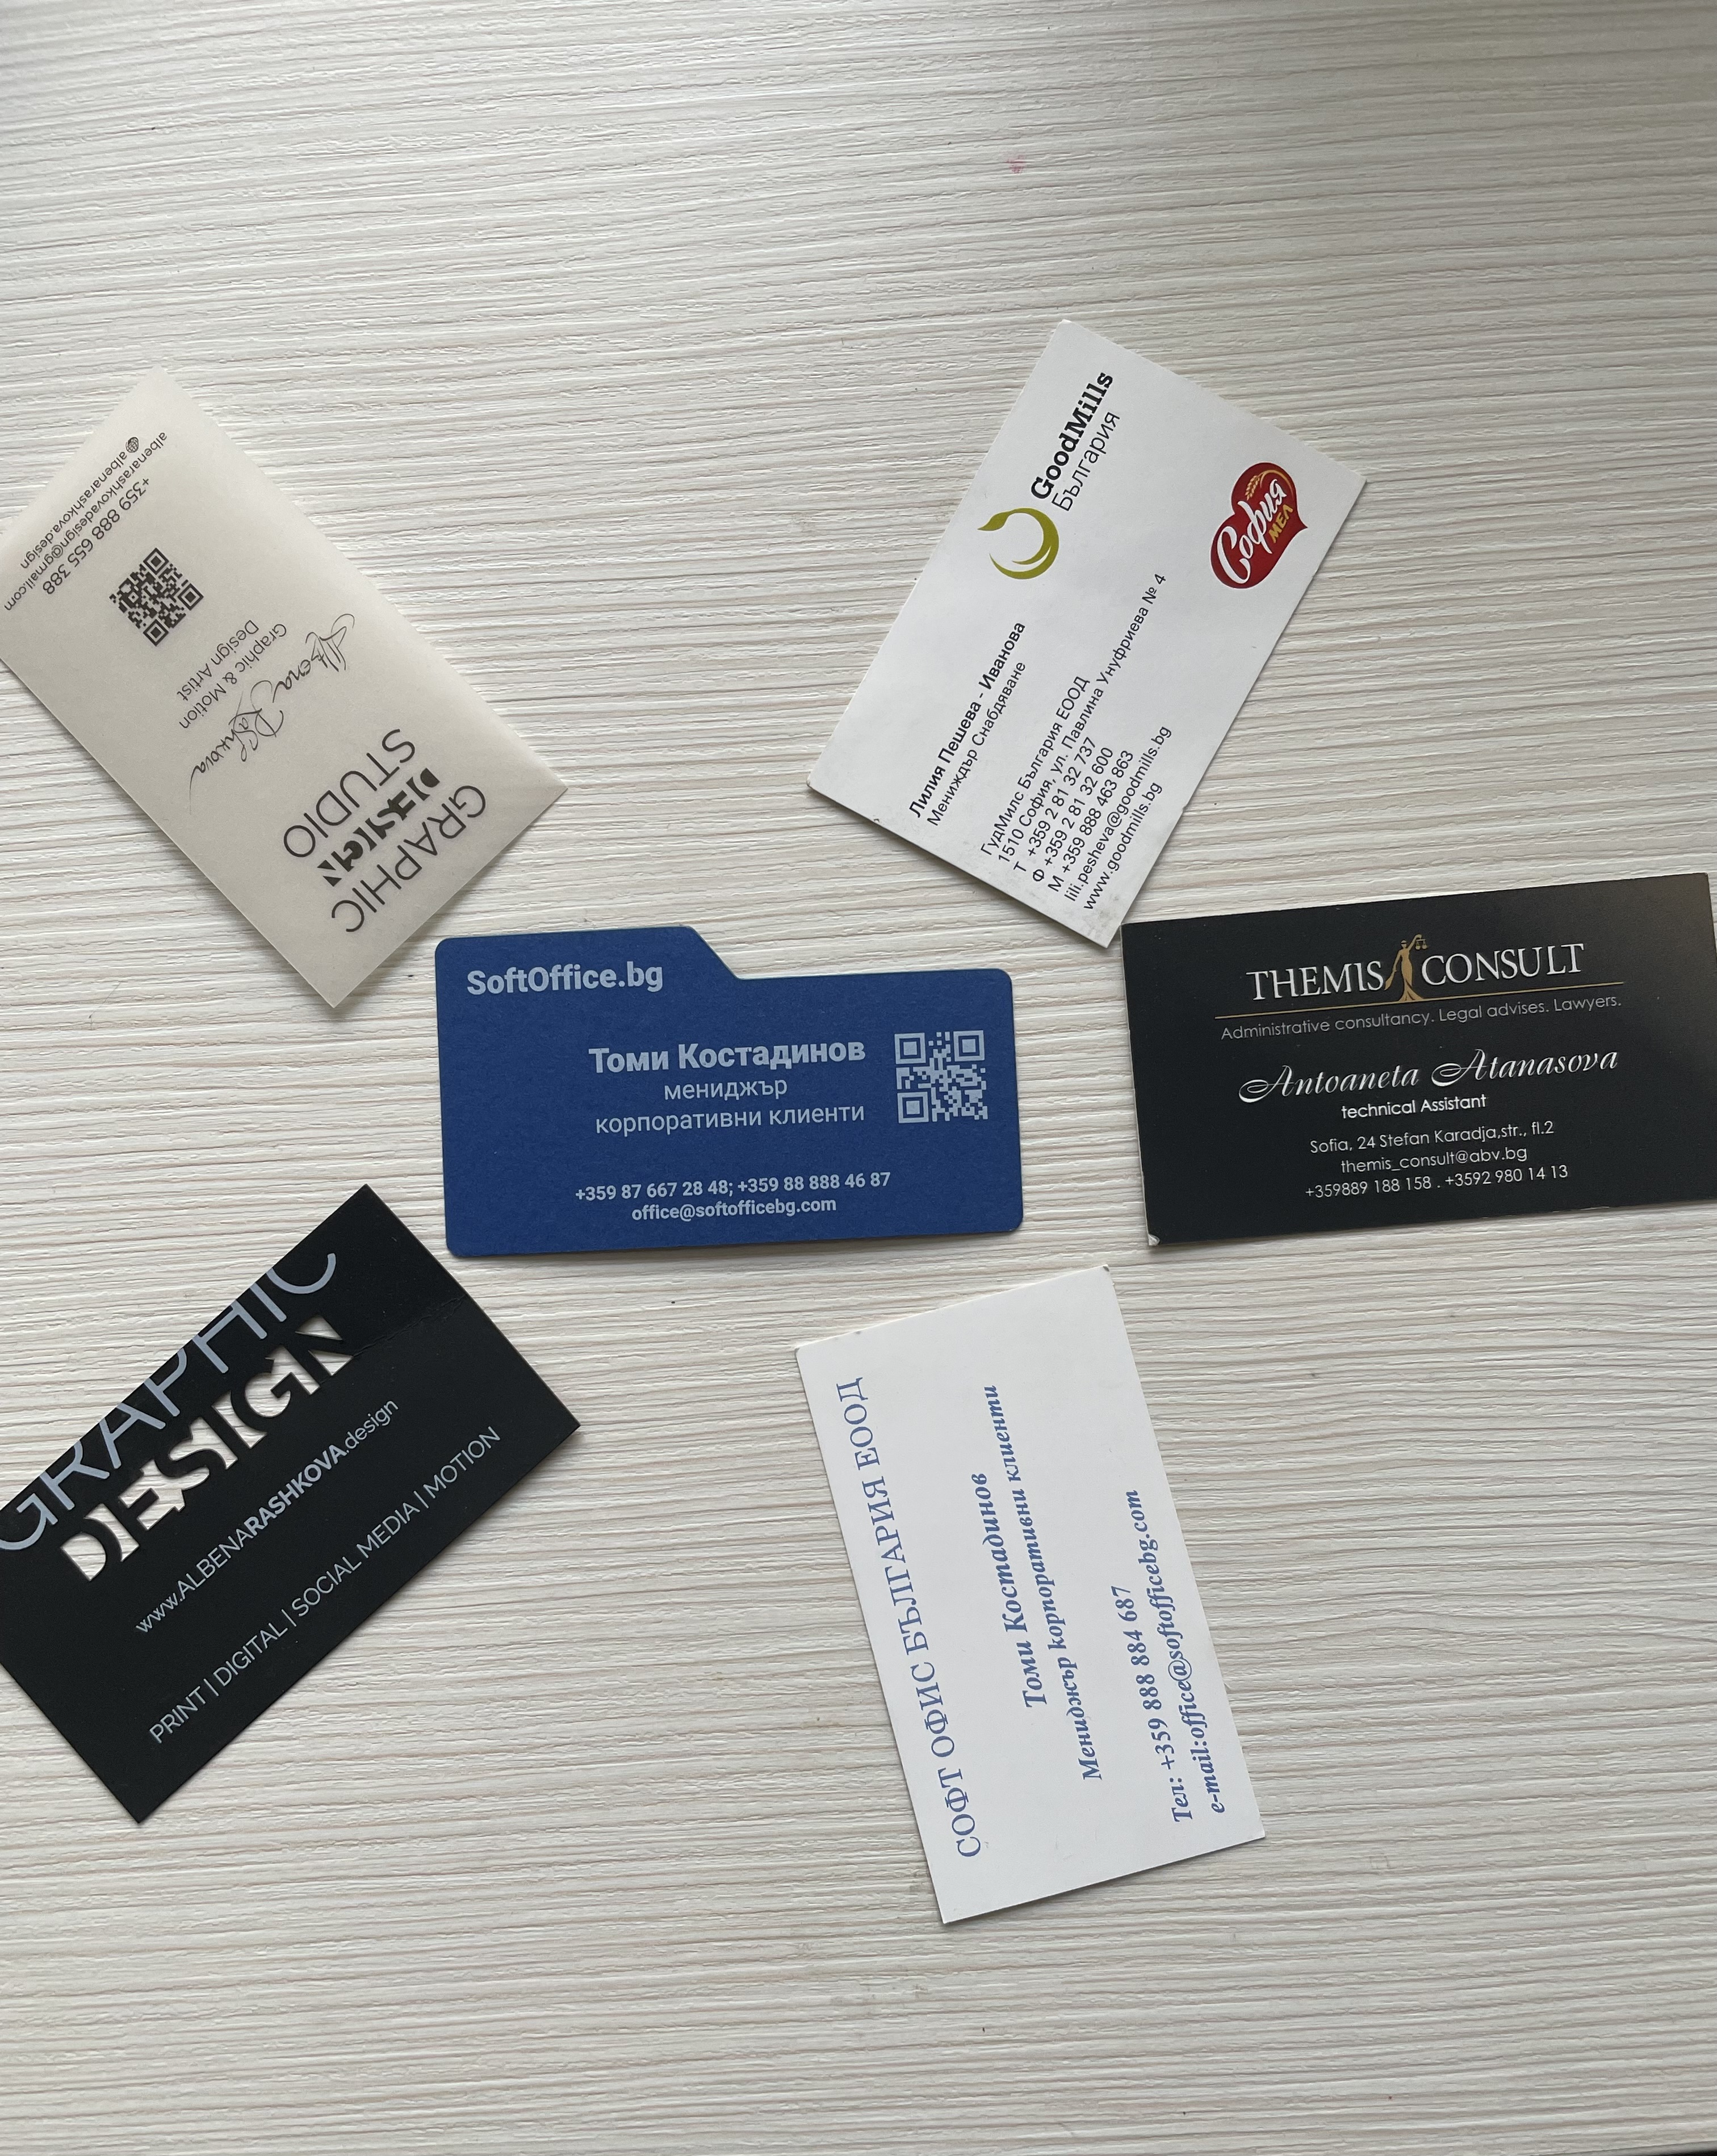 albenarashkova.design
albenarashkovadesign@gmail.com
+359 888 655 388
Albena Rashkova
Graphic & Motion
Design Artist
GRAPHIC
DESIGN
STUDIO
GoodMills
България
София
МЕЛ
Лилия Пешева - Иванова
Мениждър Снабдяване
ГудМилс България ЕООД
1510 София, ул. Павлина Унуфриева № 4
Т +359 2 81 32 737
Ф +359 2 81 32 600
М +359 888 463 863
lili.pesheva@goodmills.bg
www.goodmills.bg
SoftOffice.bg
Томи Костадинов
мениджър
корпоративни клиенти
+359 87 667 28 48; +359 88 888 46 87
office@softofficebg.com
THEMIS CONSULT
Administrative consultancy. Legal advises. Lawyers.
Antoaneta Atanasova
technical Assistant
Sofia, 24 Stefan Karadja,str., fl.2
themis_consult@abv.bg
+359889 188 158 . +3592 980 14 13
GRAPHIC
DESIGN
www.ALBENARASHKOVA.design
PRINT | DIGITAL | SOCIAL MEDIA | MOTION
СОФТ ОФИС БЪЛГАРИЯ ЕООД
Томи Костадинов
Мениджър корпоративни клиенти
Тел: +359 888 884 687
e-mail:office@softofficebg.com